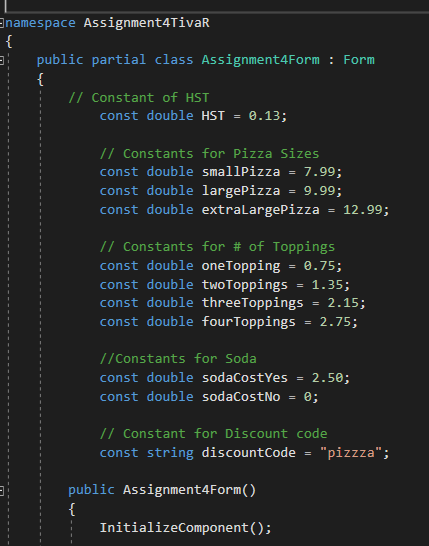 namespace Assignment4TivaR
{
public partial class Assignment4Form : Form
{
// Constant of HST
const double HST = 0.13;
// Constants for Pizza Sizes
const double smallPizza = 7.99;
const double largePizza = 9.99;
const double extraLargePizza = 12.99;
// Constants for # of Toppings
const double oneTopping = 0.75;
const double twoToppings = 1.35;
const double threeToppings = 2.15;
const double fourToppings = 2.75;
//Constants for Soda
const double sodaCostYes = 2.50;
const double sodaCostNo = 0;
// Constant for Discount code
const string discountCode = "pizzza";
public Assignment4Form()
{
InitializeComponent();